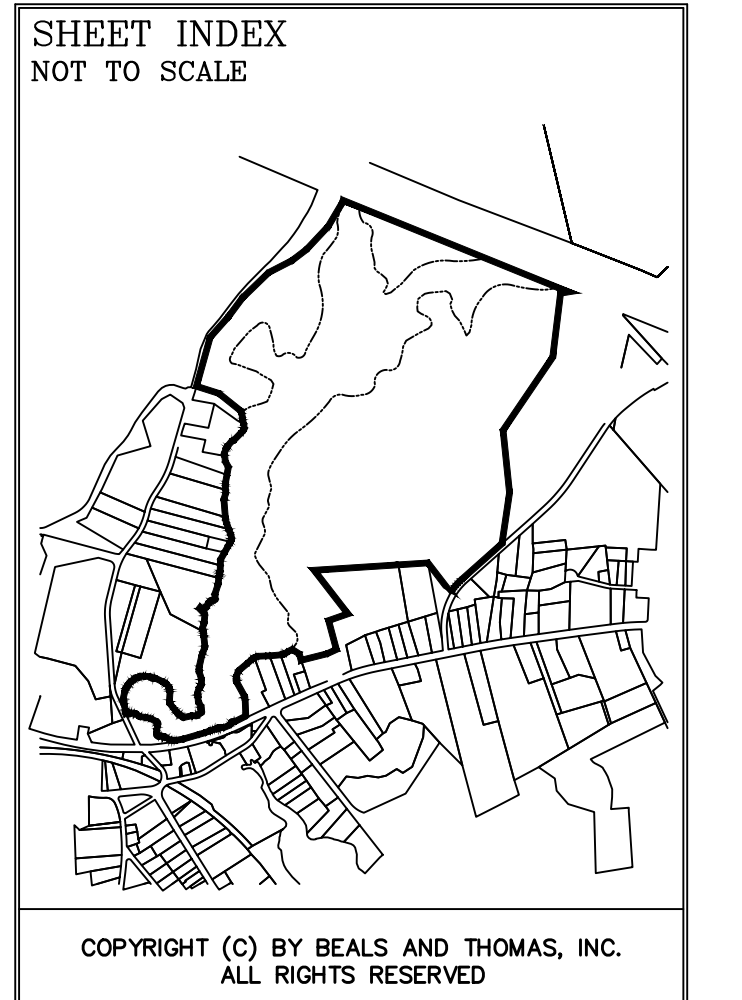 SHEET INDEX
NOT TO SCALE
COPYRIGHT (C) BY BEALS AND THOMAS, INC.
ALL RIGHTS RESERVED